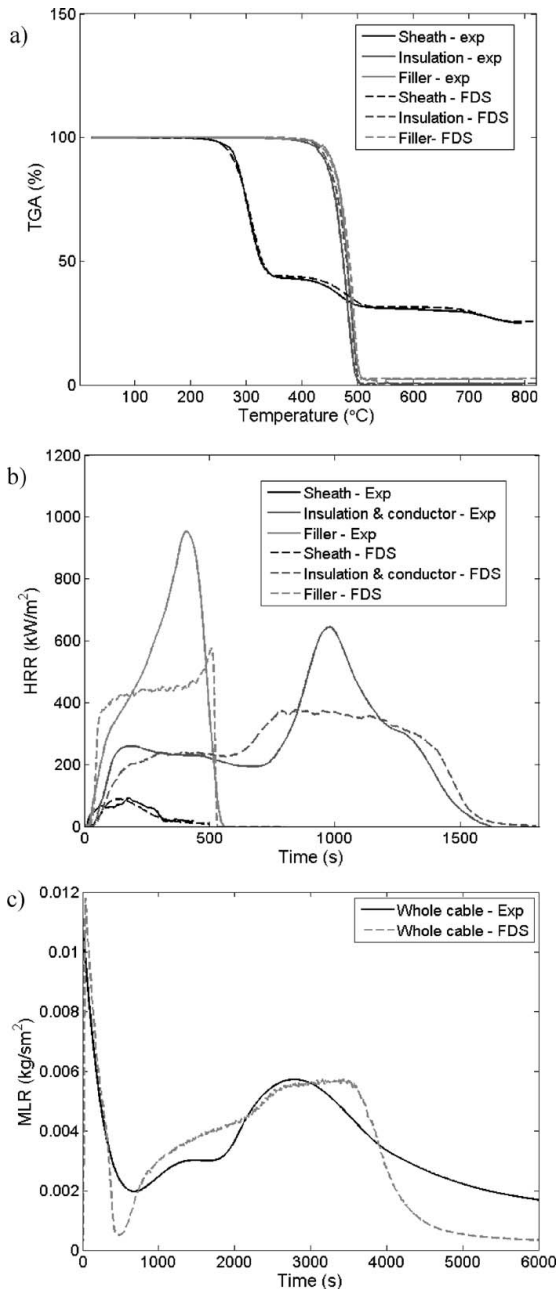 a)
150
100
50
0
TGA (%)
Sheath - exp
Insulation - exp
Filler - exp
Sheath - FDS
Insulation - FDS
Filler- FDS
100 200 300 400 500 600 700 800
Temperature (°C)
b)
1200
1000
800
600
400
200
0
HRR (kW/m²)
Sheath - Exp
Insulation & conductor - Exp
Filler - Exp
Sheath - FDS
Insulation & conductor - FDS
Filler - FDS
0 500 1000 1500
Time (s)
c)
0.012
0.01
0.008
0.006
0.004
0.002
0
MLR (kg/sm²)
Whole cable - Exp
Whole cable - FDS
0 1000 2000 3000 4000 5000 6000
Time (s)